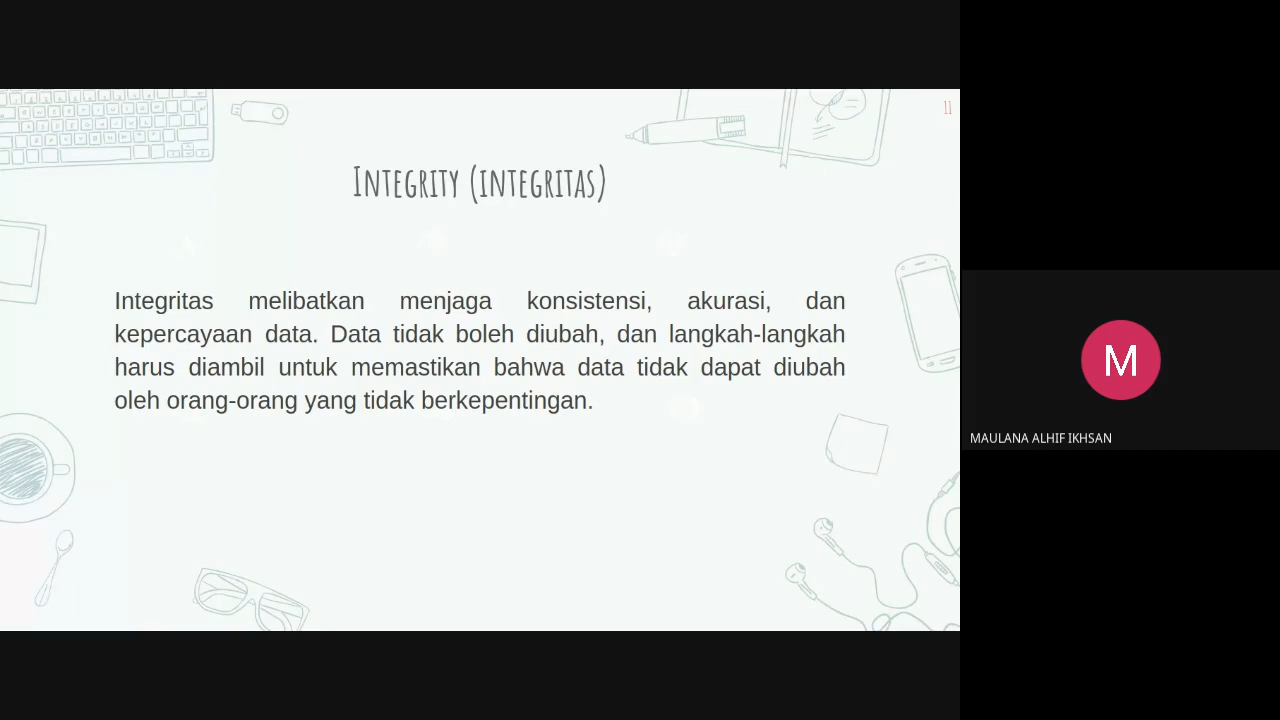 11
Integrity (integritas)
Integritas melibatkan menjaga konsistensi, akurasi, dan
kepercayaan data. Data tidak boleh diubah, dan langkah-langkah
harus diambil untuk memastikan bahwa data tidak dapat diubah
oleh orang-orang yang tidak berkepentingan.
M
MAULANA ALHIF IKHSAN